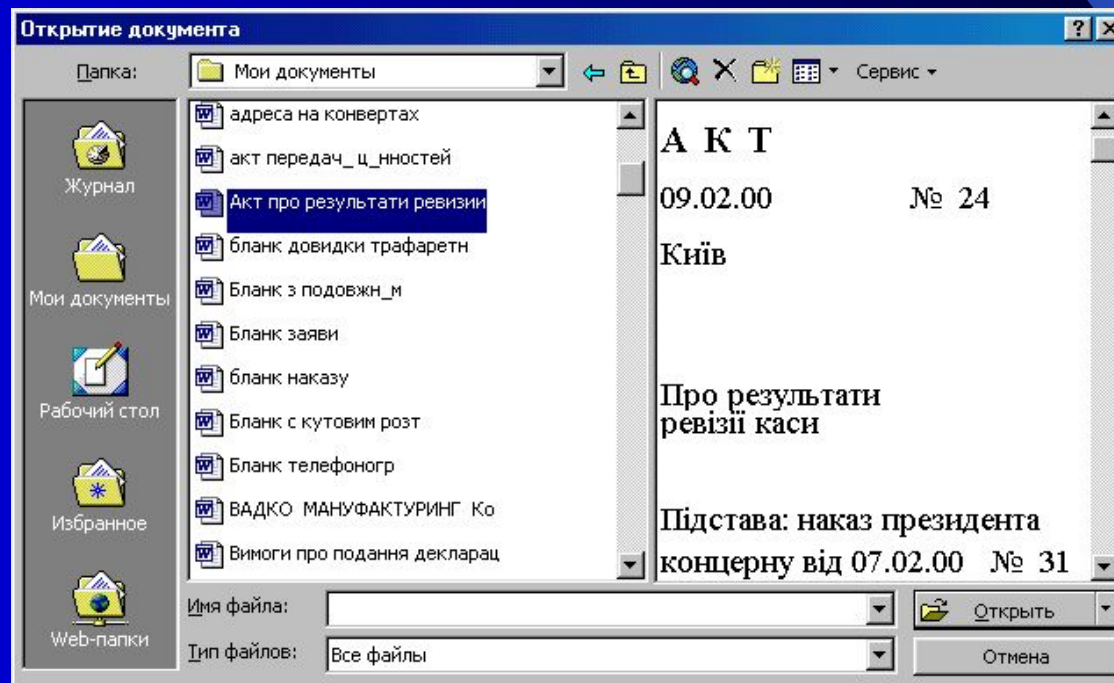 Открытие документа
Папка:
Мои документы
Сервис
Журнал
Мои документы
Рабочий стол
Избранное
Web-папки
адреса на конвертах
акт передач_ ц_нностей
Акт про результати ревизии
бланк довидки трафаретн
Бланк з подовжн_м
Бланк заяви
бланк наказу
Бланк с кутовим розт
Бланк телефоногр
ВАДКО МАНУФАКТУРИНГ Ко
Вимоги про подання декларац
А К Т
09.02.00 № 24
Київ
Про результати
ревізії каси
Підстава: наказ президента
концерну від 07.02.00 № 31
Имя файла:
Открыть
Тип файлов:
Все файлы
Отмена